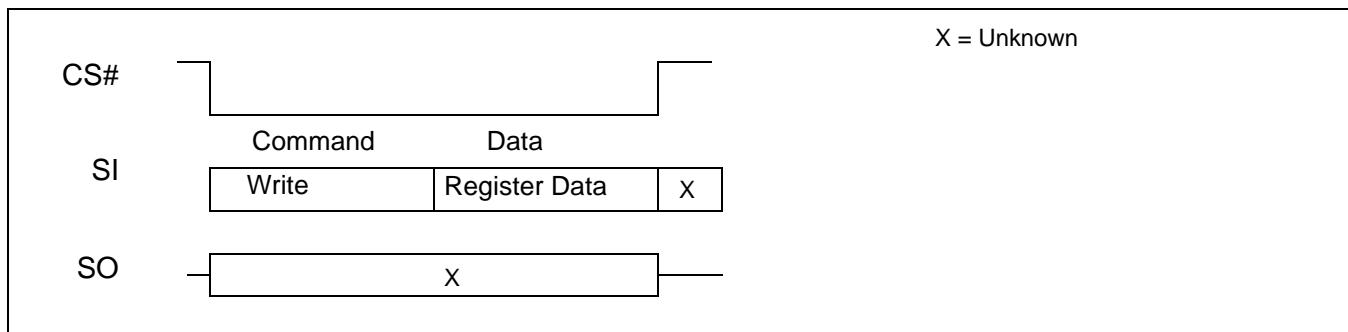 X = Unknown
CS#
Command Data
SI Write Register Data X
SO X